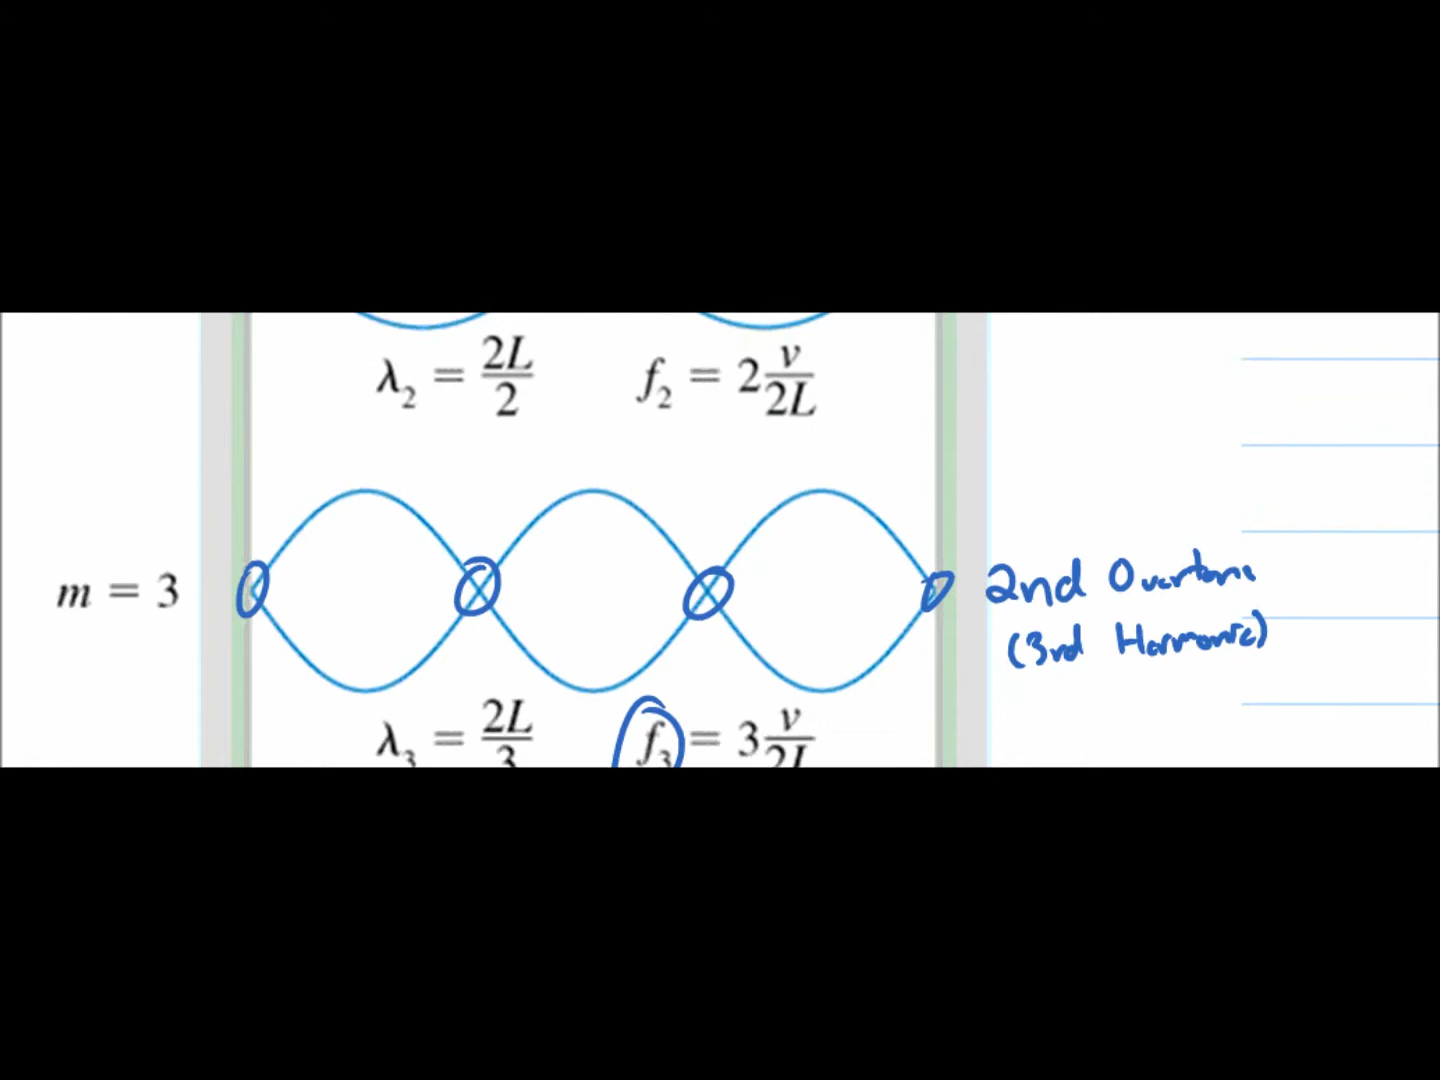 λ₂ = 2L/2 f₂ = 2 v/2L
m = 3
2nd Overtone
(3rd Harmonic)
λ₃ = 2L/3 f₃ = 3 v/2L